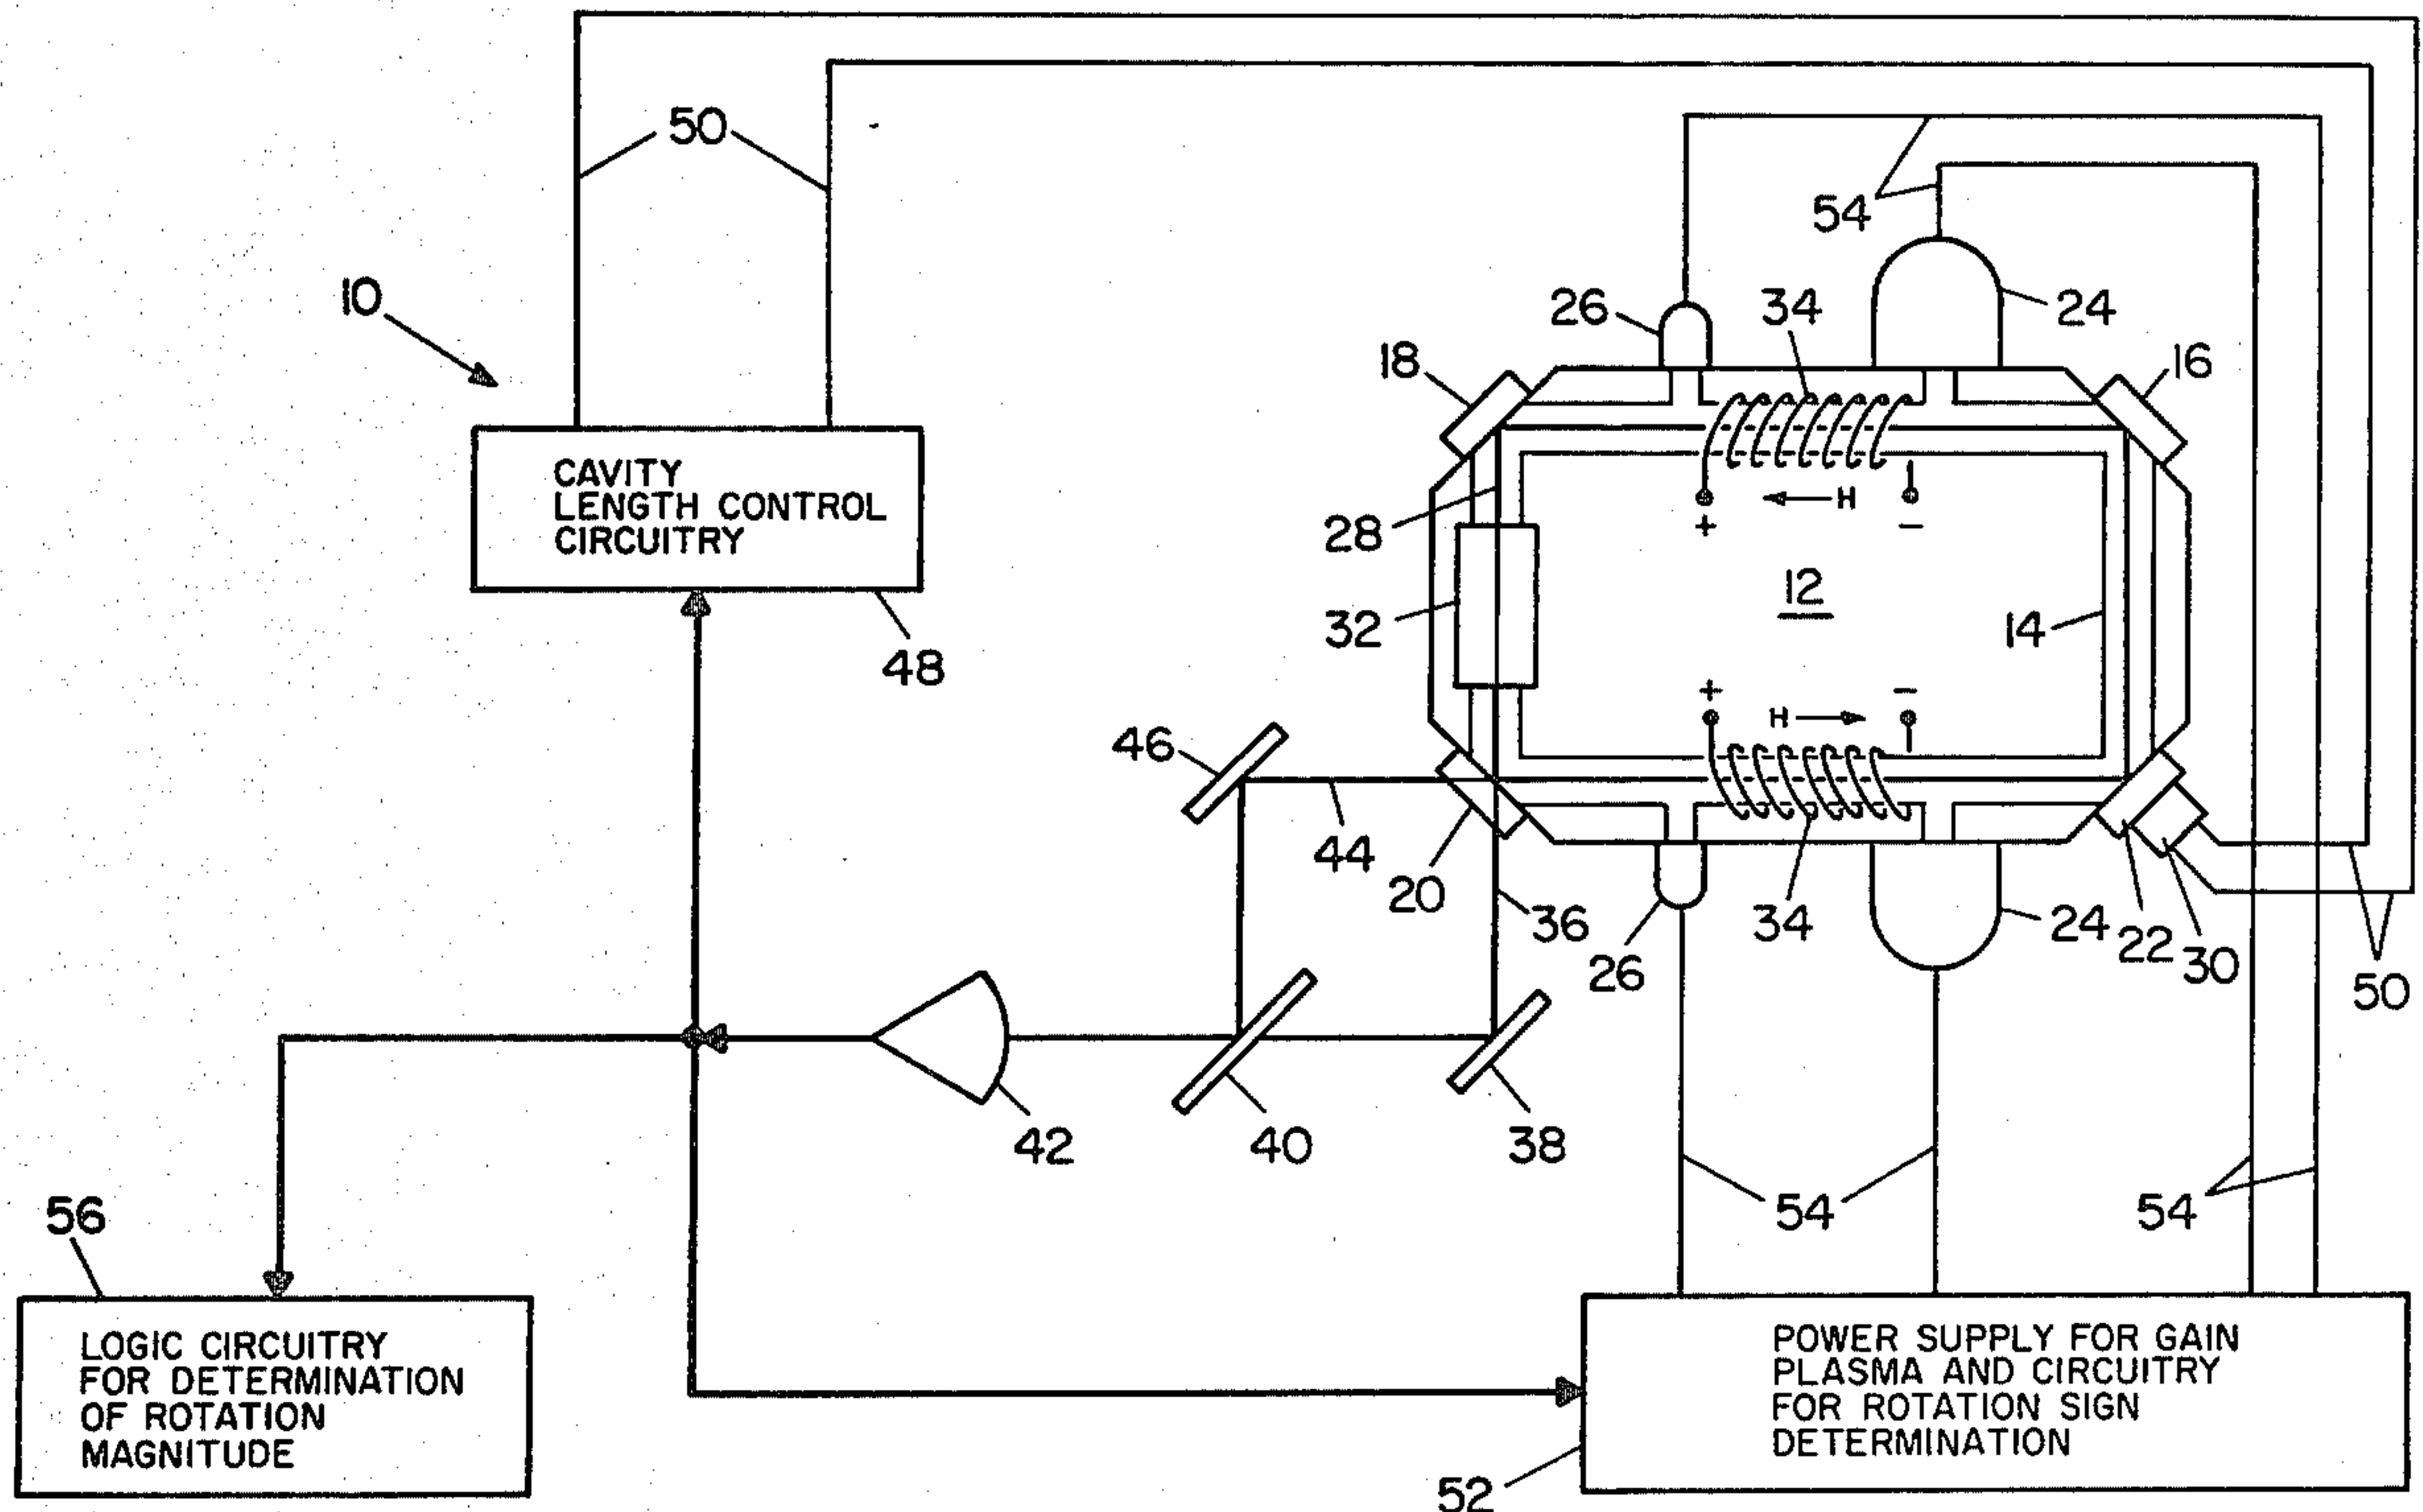 50
54
10
26
34
24
18
16
CAVITY
LENGTH CONTROL
CIRCUITRY
← H
+
−
28
12
32
14
48
+
−
H →
46
44
20
36
26
34
24
22
30
50
42
40
38
56
54
54
LOGIC CIRCUITRY
FOR DETERMINATION
OF ROTATION
MAGNITUDE
POWER SUPPLY FOR GAIN
PLASMA AND CIRCUITRY
FOR ROTATION SIGN
DETERMINATION
52